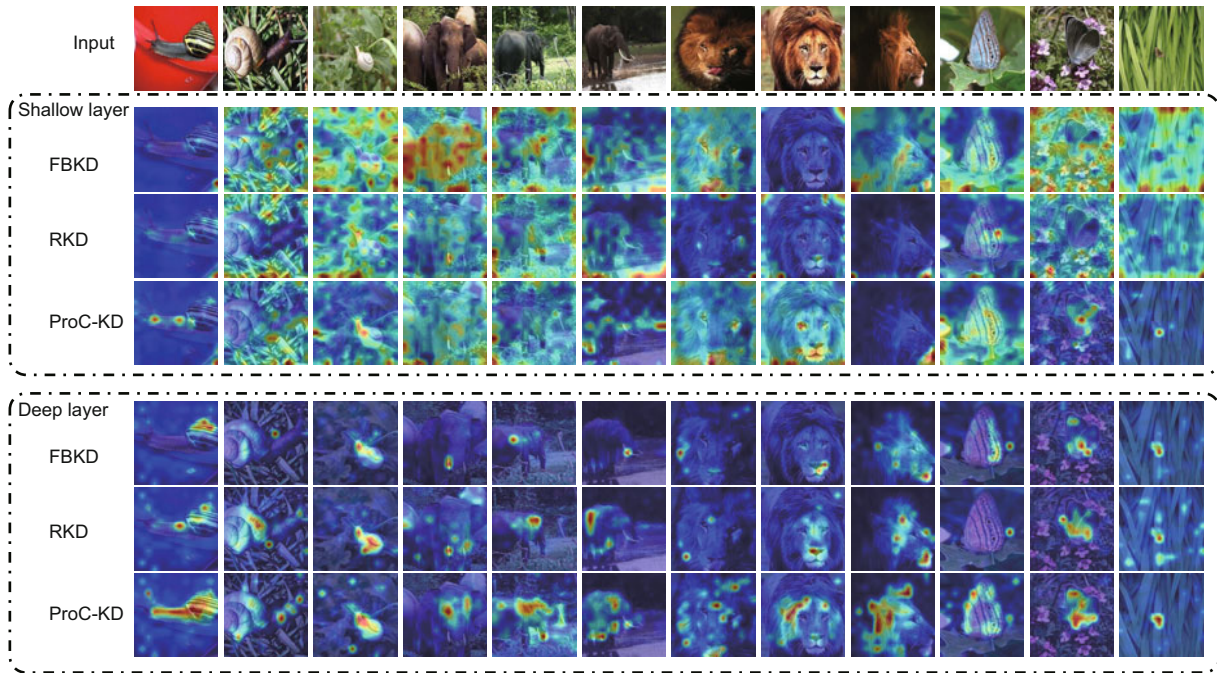 Input
Shallow layer
FBKD
RKD
ProC-KD
Deep layer
FBKD
RKD
ProC-KD